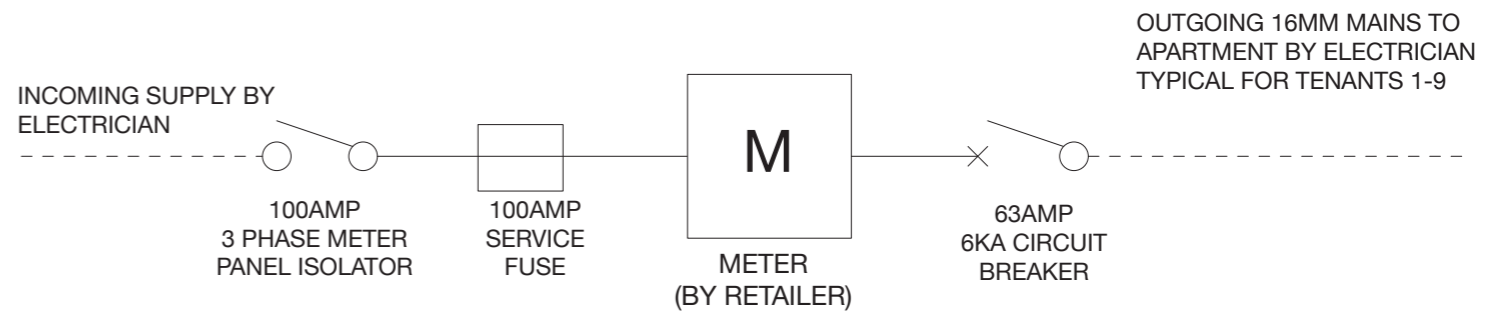 OUTGOING 16MM MAINS TO
APARTMENT BY ELECTRICIAN
TYPICAL FOR TENANTS 1-9
INCOMING SUPPLY BY
ELECTRICIAN
M
100AMP
3 PHASE METER
PANEL ISOLATOR
100AMP
SERVICE
FUSE
METER
(BY RETAILER)
63AMP
6KA CIRCUIT
BREAKER